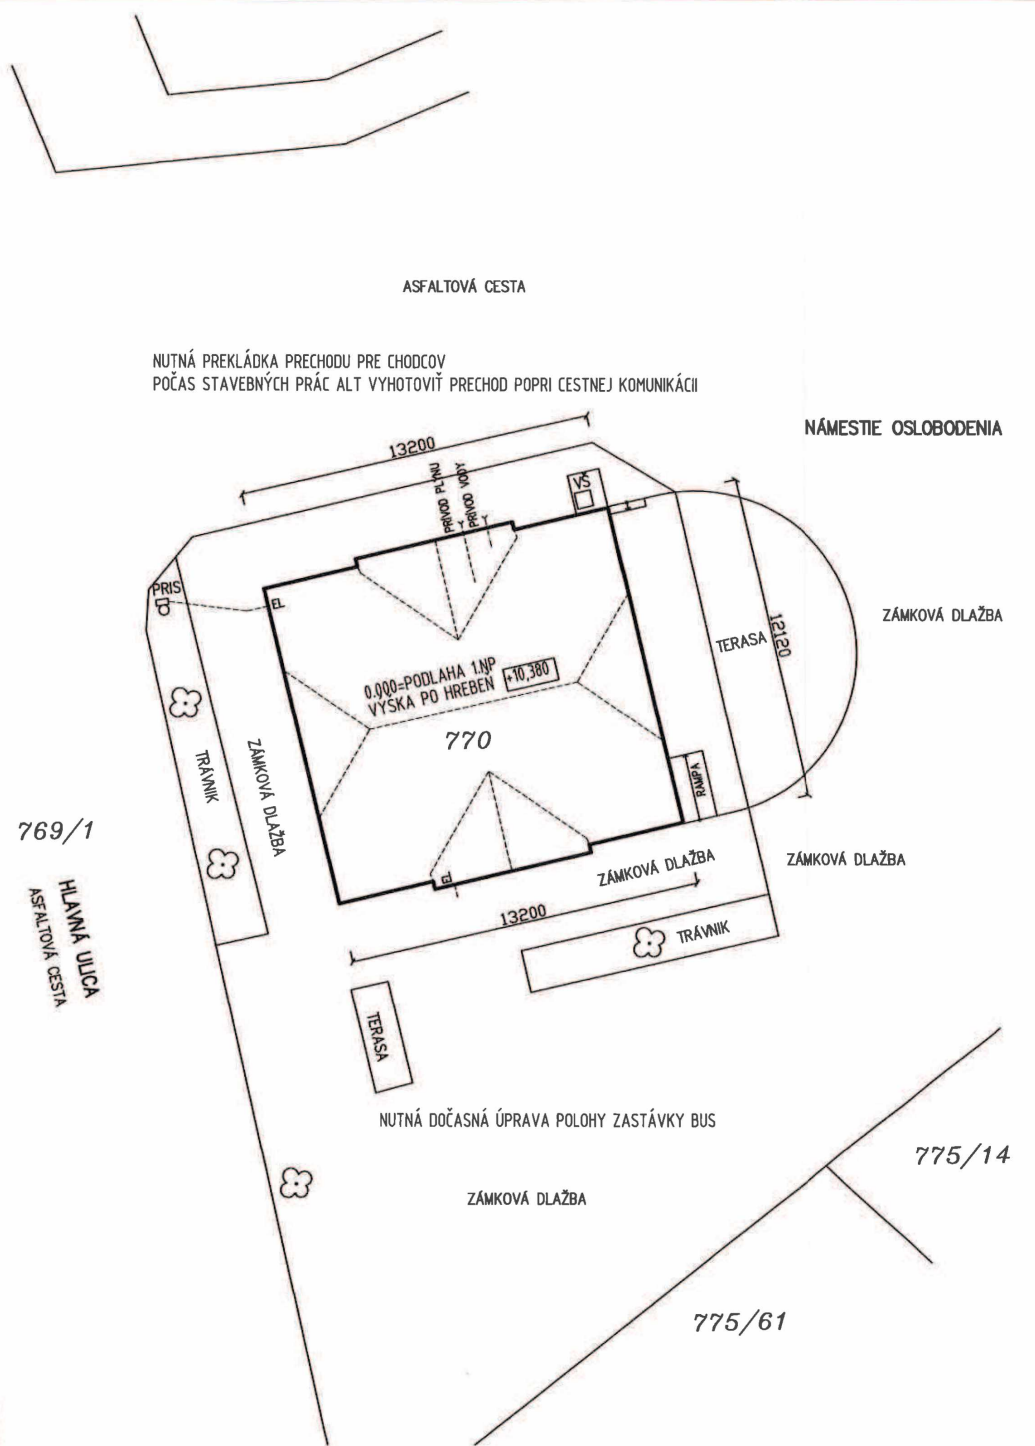 ASFALTOVÁ CESTA
NUTNÁ PREKLÁDKA PRECHODU PRE CHODCOV
POČAS STAVEBNÝCH PRÁC ALT VYHOTOVIŤ PRECHOD POPRI CESTNEJ KOMUNIKÁCII
NÁMESTIE OSLOBODENIA
13200
PRÍVOD PLYNU
PRÍVOD VODY
VŠ
PRIS
EL
ZÁMKOVÁ DLAŽBA
TERASA
12120
0.000=PODLAHA 1.NP
VÝŠKA PO HREBEŇ +10,380
770
TRÁVNIK
ZÁMKOVÁ DLAŽBA
RAMPA
769/1
HLAVNÁ ULICA
ASFALTOVÁ CESTA
ZÁMKOVÁ DLAŽBA
ZÁMKOVÁ DLAŽBA
EL
13200
TRÁVNIK
TERASA
NUTNÁ DOČASNÁ ÚPRAVA POLOHY ZASTÁVKY BUS
775/14
ZÁMKOVÁ DLAŽBA
775/61